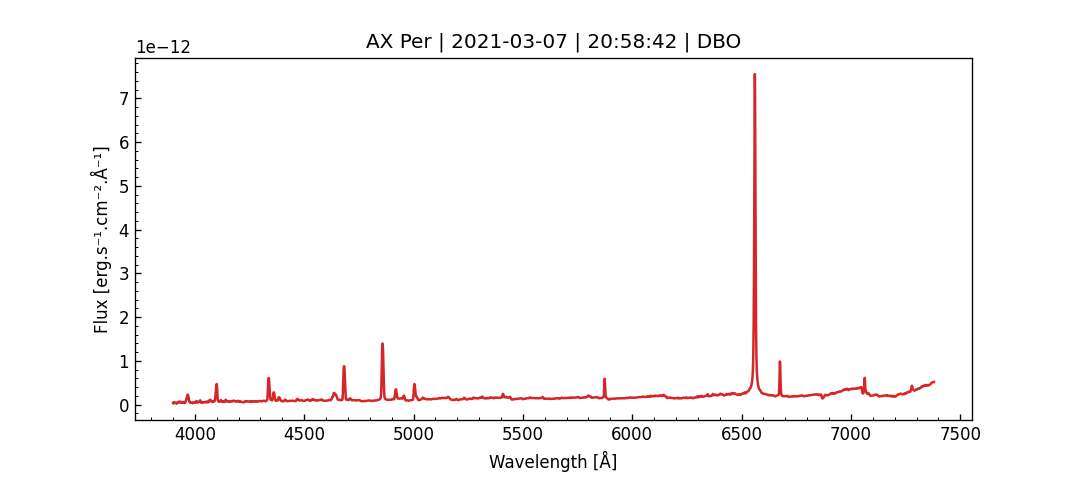 AX Per | 2021-03-07 | 20:58:42 | DBO
1e−12
7
6
5
4
3
2
1
0
Flux [erg.s⁻¹.cm⁻².Å⁻¹]
4000 4500 5000 5500 6000 6500 7000 7500
Wavelength [Å]